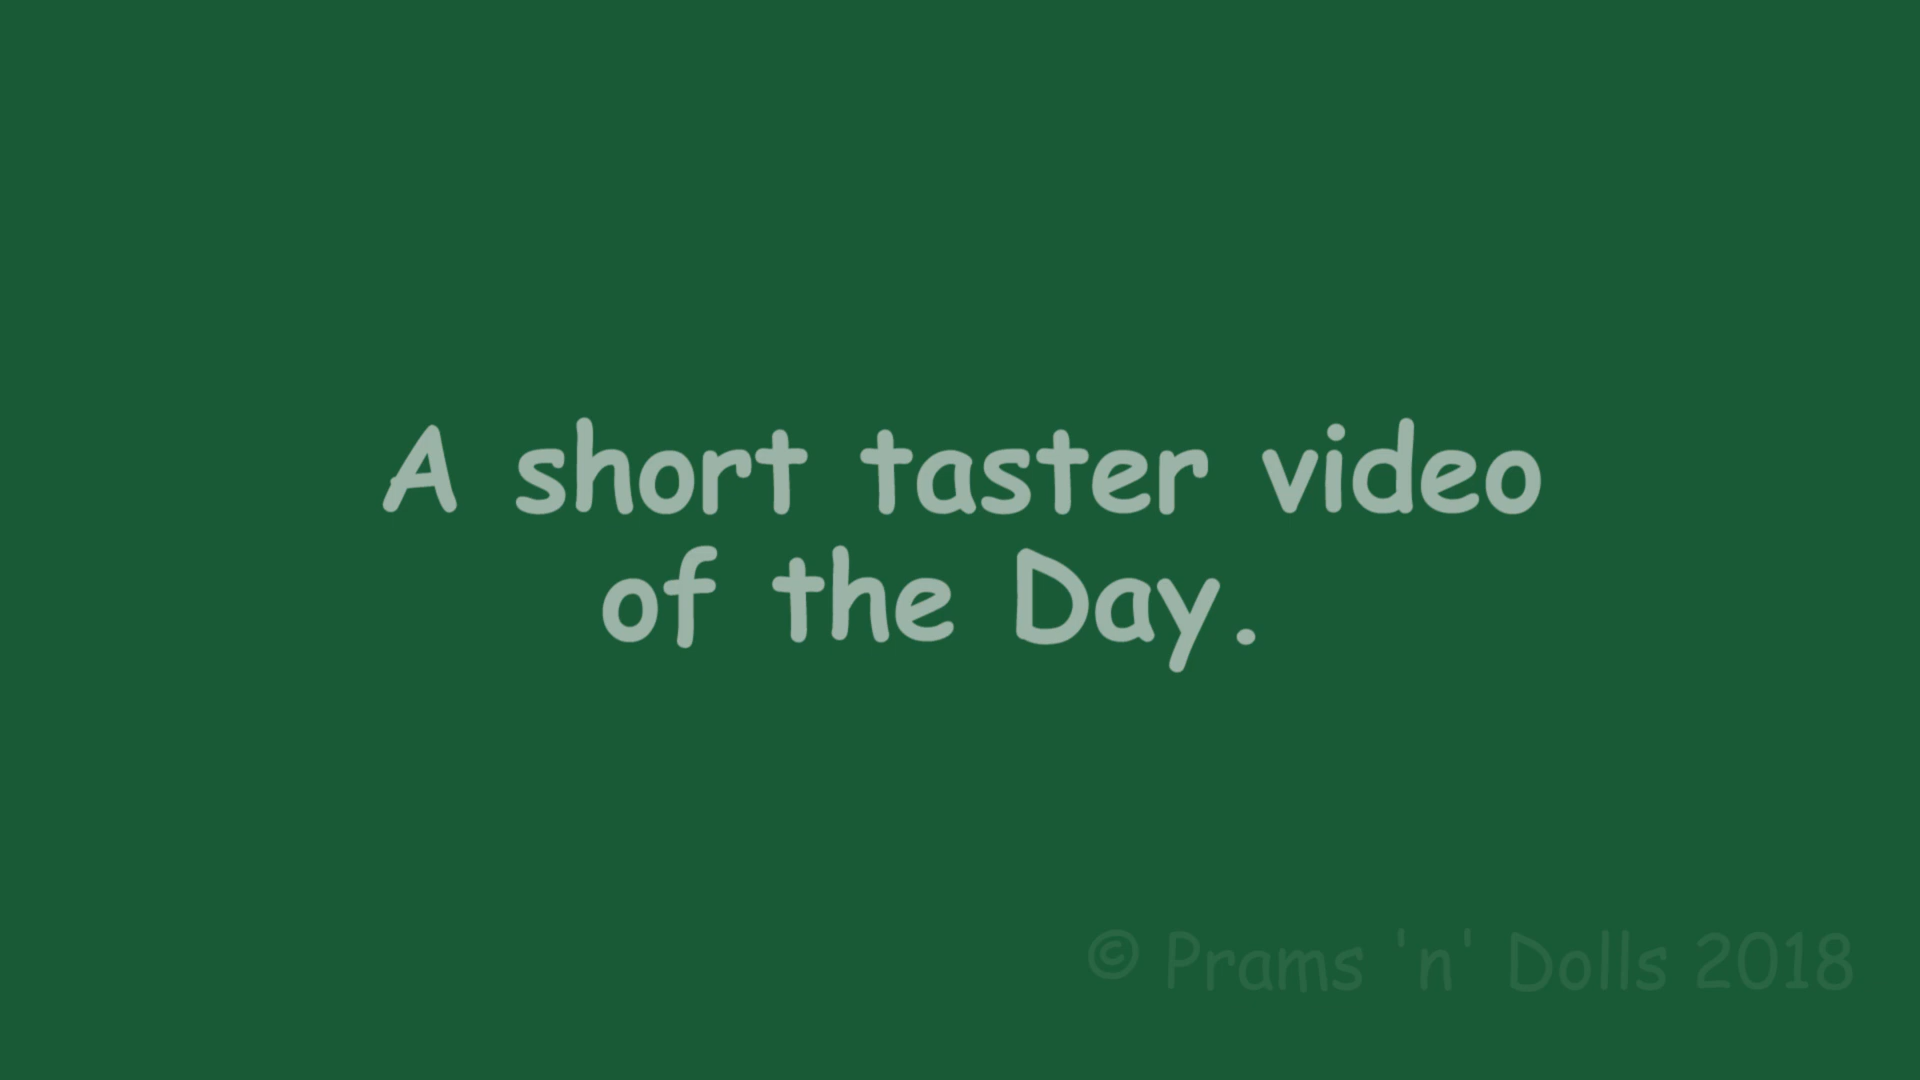 A short taster video
of the Day.
© Prams 'n' Dolls 2018